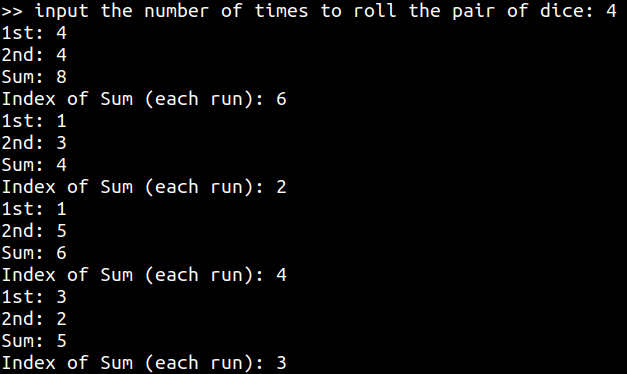 >> input the number of times to roll the pair of dice: 4
1st: 4
2nd: 4
Sum: 8
Index of Sum (each run): 6
1st: 1
2nd: 3
Sum: 4
Index of Sum (each run): 2
1st: 1
2nd: 5
Sum: 6
Index of Sum (each run): 4
1st: 3
2nd: 2
Sum: 5
Index of Sum (each run): 3